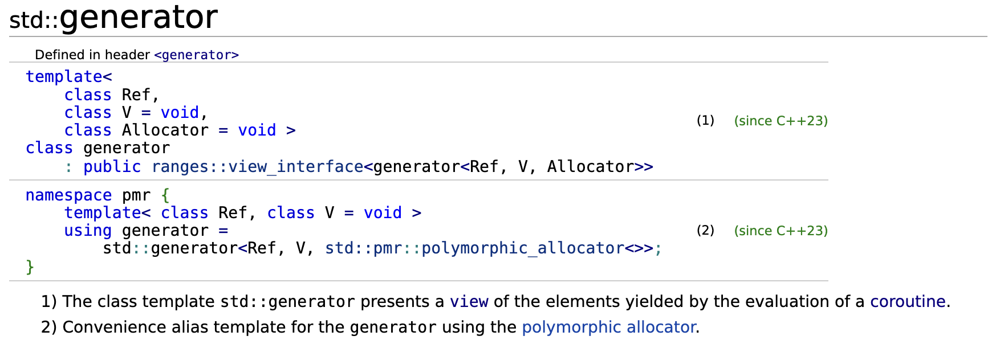 std::generator
Defined in header <generator>
template<
    class Ref,
    class V = void,
    class Allocator = void >
(1) (since C++23)
class generator
    : public ranges::view_interface<generator<Ref, V, Allocator>>
namespace pmr {
    template< class Ref, class V = void >
    using generator =
(2) (since C++23)
        std::generator<Ref, V, std::pmr::polymorphic_allocator<>>;
}
1) The class template std::generator presents a view of the elements yielded by the evaluation of a coroutine.
2) Convenience alias template for the generator using the polymorphic allocator.